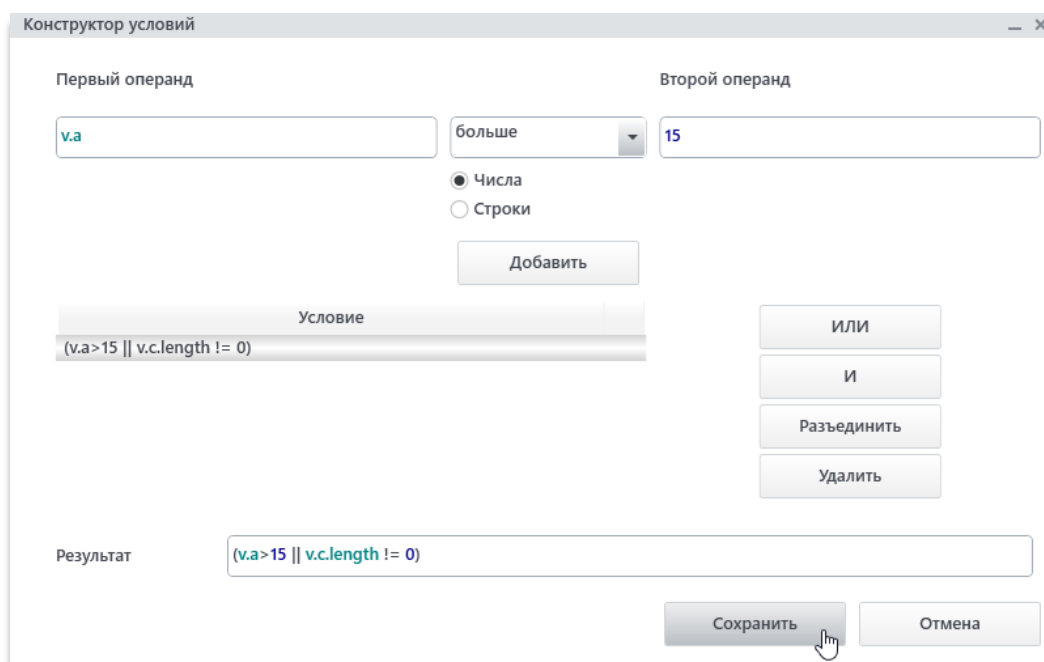 Конструктор условий
Первый операнд Второй операнд
v.a больше 15
Числа
Строки
Добавить
Условие
(v.a>15 || v.c.length != 0)
ИЛИ
И
Разъединить
Удалить
Результат (v.a>15 || v.c.length != 0)
Сохранить Отмена